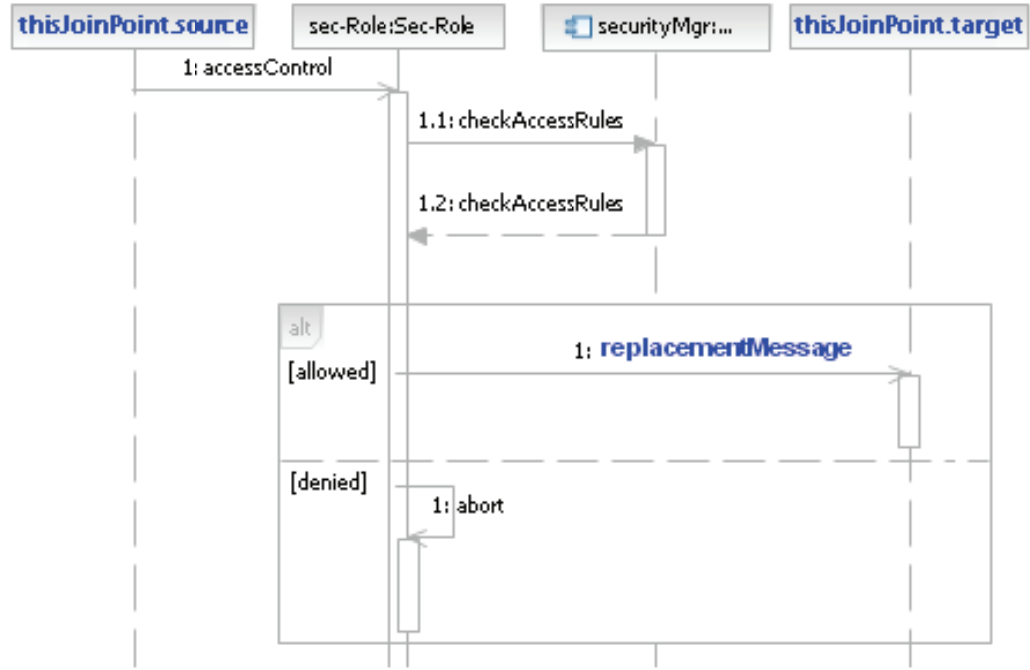 thisJoinPoint.source
sec-Role:Sec-Role
securityMgr:...
thisJoinPoint.target
1: accessControl
1.1: checkAccessRules
1.2: checkAccessRules
alt
1: replacementMessage
[allowed]
[denied]
1: abort